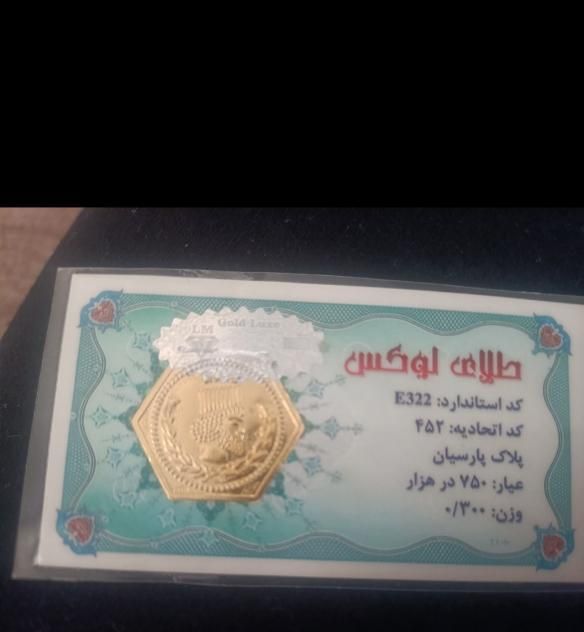 LM Gold Luxe
طلای لوکس
کد استاندارد: E322
کد اتحادیه: ۴۵۲
پلاک پارسیان
عیار: ۷۵۰ در هزار
وزن: ۰/۳۰۰